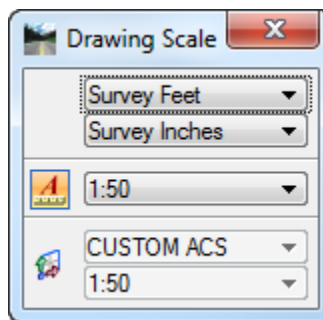 Drawing Scale
Survey Feet
Survey Inches
A
1:50
CUSTOM ACS
1:50